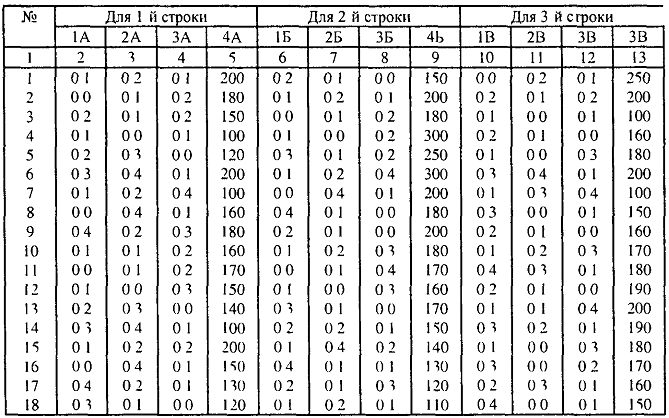 № Для 1 й строки Для 2 й строки Для 3 й строки
1А 2А 3А 4А 1Б 2Б 3Б 4Ь 1В 2В 3В 3В
1 2 3 4 5 6 7 8 9 10 11 12 13
1 0 1 0 2 0 1 200 0 2 0 1 0 0 150 0 0 0 2 0 1 250
2 0 0 0 1 0 2 180 0 1 0 2 0 1 200 0 2 0 1 0 2 200
3 0 2 0 1 0 2 150 0 0 0 1 0 2 180 0 1 0 0 0 1 100
4 0 1 0 0 0 1 100 0 1 0 0 0 2 300 0 2 0 1 0 0 160
5 0 2 0 3 0 0 120 0 3 0 1 0 2 250 0 1 0 0 0 3 180
6 0 3 0 4 0 1 200 0 1 0 2 0 4 300 0 3 0 4 0 1 200
7 0 1 0 2 0 4 100 0 0 0 4 0 1 200 0 1 0 3 0 4 100
8 0 0 0 4 0 1 160 0 4 0 1 0 0 180 0 3 0 0 0 1 150
9 0 4 0 2 0 3 180 0 2 0 1 0 0 200 0 2 0 1 0 0 160
10 0 1 0 1 0 2 160 0 1 0 2 0 3 180 0 1 0 2 0 3 170
11 0 0 0 1 0 2 170 0 0 0 1 0 4 170 0 4 0 3 0 1 180
12 0 1 0 0 0 3 150 0 1 0 0 0 3 160 0 2 0 1 0 0 190
13 0 2 0 3 0 0 140 0 3 0 1 0 0 170 0 1 0 1 0 4 200
14 0 3 0 4 0 1 100 0 2 0 2 0 1 150 0 3 0 2 0 1 190
15 0 1 0 2 0 2 200 0 1 0 4 0 2 140 0 1 0 0 0 3 180
16 0 0 0 4 0 1 150 0 4 0 1 0 1 130 0 3 0 0 0 2 170
17 0 4 0 2 0 1 130 0 2 0 1 0 3 120 0 2 0 3 0 1 160
18 0 3 0 1 0 0 120 0 1 0 2 0 1 110 0 4 0 0 0 1 150